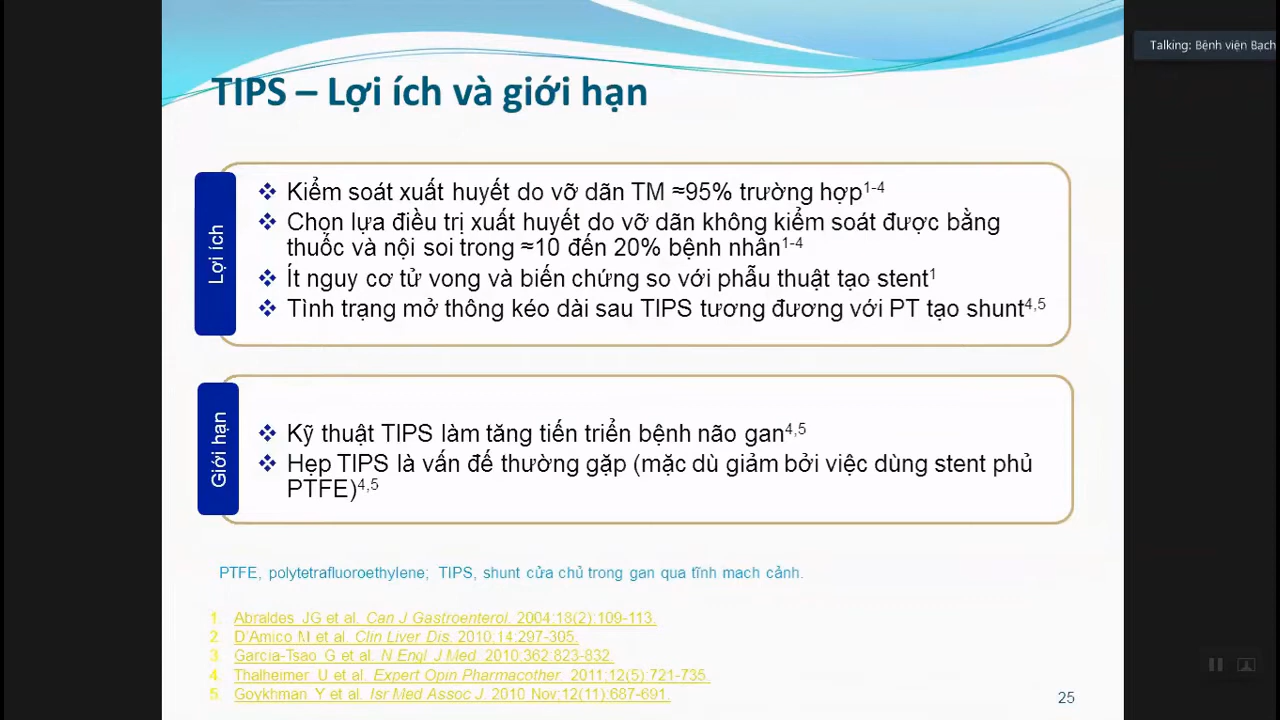 Talking: Bệnh viện Bạch
TIPS – Lợi ích và giới hạn
Lợi ích
❖ Kiểm soát xuất huyết do vỡ dãn TM ≈95% trường hợp1-4
❖ Chọn lựa điều trị xuất huyết do vỡ dãn không kiểm soát được bằng
thuốc và nội soi trong ≈10 đến 20% bệnh nhân1-4
❖ Ít nguy cơ tử vong và biến chứng so với phẫu thuật tạo stent1
❖ Tình trạng mở thông kéo dài sau TIPS tương đương với PT tạo shunt4,5
Giới hạn
❖ Kỹ thuật TIPS làm tăng tiến triển bệnh não gan4,5
❖ Hẹp TIPS là vấn đế thường gặp (mặc dù giảm bởi việc dùng stent phủ
PTFE)4,5
PTFE, polytetrafluoroethylene; TIPS, shunt cửa chủ trong gan qua tĩnh mach cảnh.
1. Abraldes JG et al. Can J Gastroenterol. 2004;18(2):109-113.
2. D'Amico M et al. Clin Liver Dis. 2010;14:297-305.
3. Garcia-Tsao G et al. N Engl J Med. 2010;362:823-832.
4. Thalheimer U et al. Expert Opin Pharmacother. 2011;12(5):721-735.
5. Goykhman Y et al. Isr Med Assoc J. 2010 Nov;12(11):687-691.
25